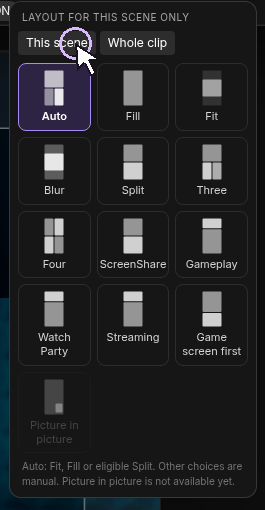 ON
LAYOUT FOR THIS SCENE ONLY
This scene Whole clip
Auto Fill Fit
Blur Split Three
Four ScreenShare Gameplay
Watch Party
Streaming
Game screen first
Picture in
picture
Auto: Fit, Fill or eligible Split. Other choices are
manual. Picture in picture is not available yet.